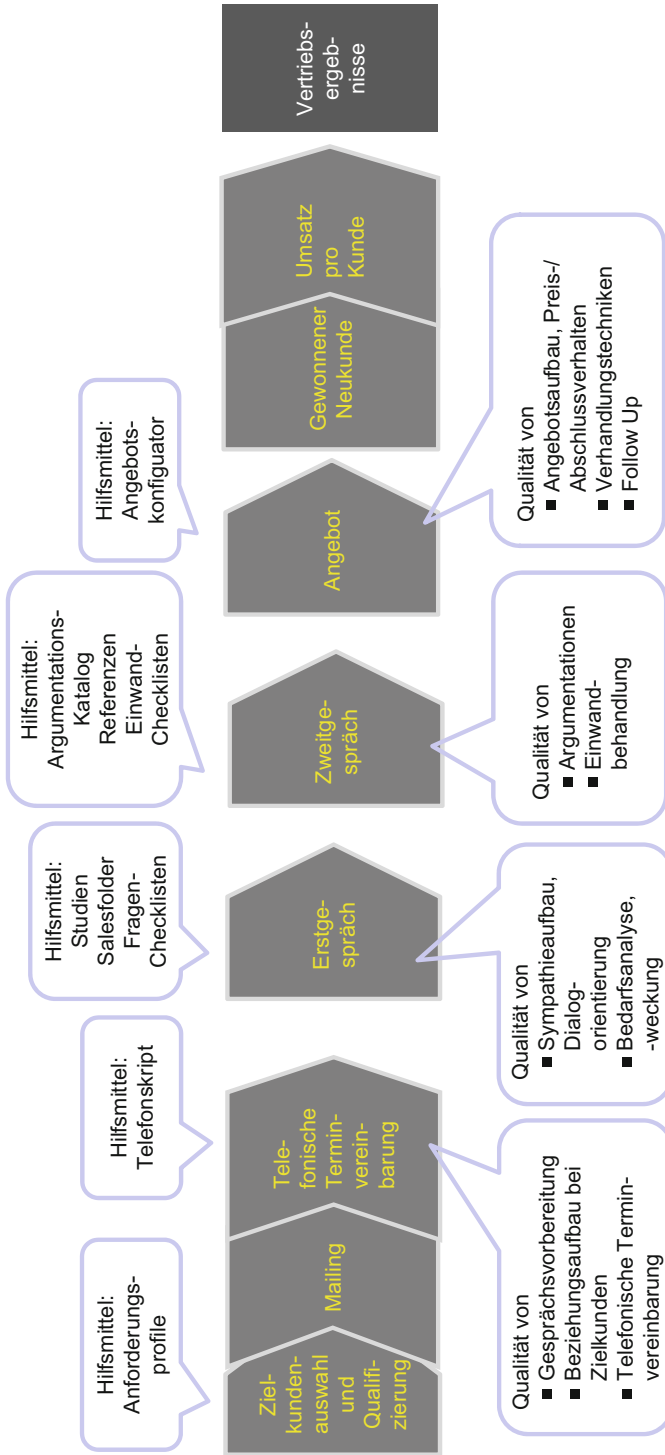 Hilfsmittel:
Anforderungs-
profile
Hilfsmittel:
Telefonskript
Hilfsmittel:
Studien
Salesfolder
Fragen-
Checklisten
Hilfsmittel:
Argumentations-
Katalog
Referenzen
Einwand-
Checklisten
Hilfsmittel:
Angebots-
konfiguator
Ziel-
kunden-
auswahl
und
Qualifi-
zierung
Mailing
Tele-
fonische
Termin-
verein-
barung
Erstge-
spräch
Zweitge-
spräch
Angebot
Gewonnener
Neukunde
Umsatz
pro
Kunde
Vertriebs-
ergeb-
nisse
Qualität von
■ Gesprächsvorbereitung
■ Beziehungsaufbau bei
Zielkunden
■ Telefonische Termin-
vereinbarung
Qualität von
■ Sympathieaufbau,
Dialog-
orientierung
■ Bedarfsanalyse,
-weckung
Qualität von
■ Argumentationen
■ Einwand-
behandlung
Qualität von
■ Angebotsaufbau, Preis-/
Abschlussverhalten
■ Verhandlungstechniken
■ Follow Up